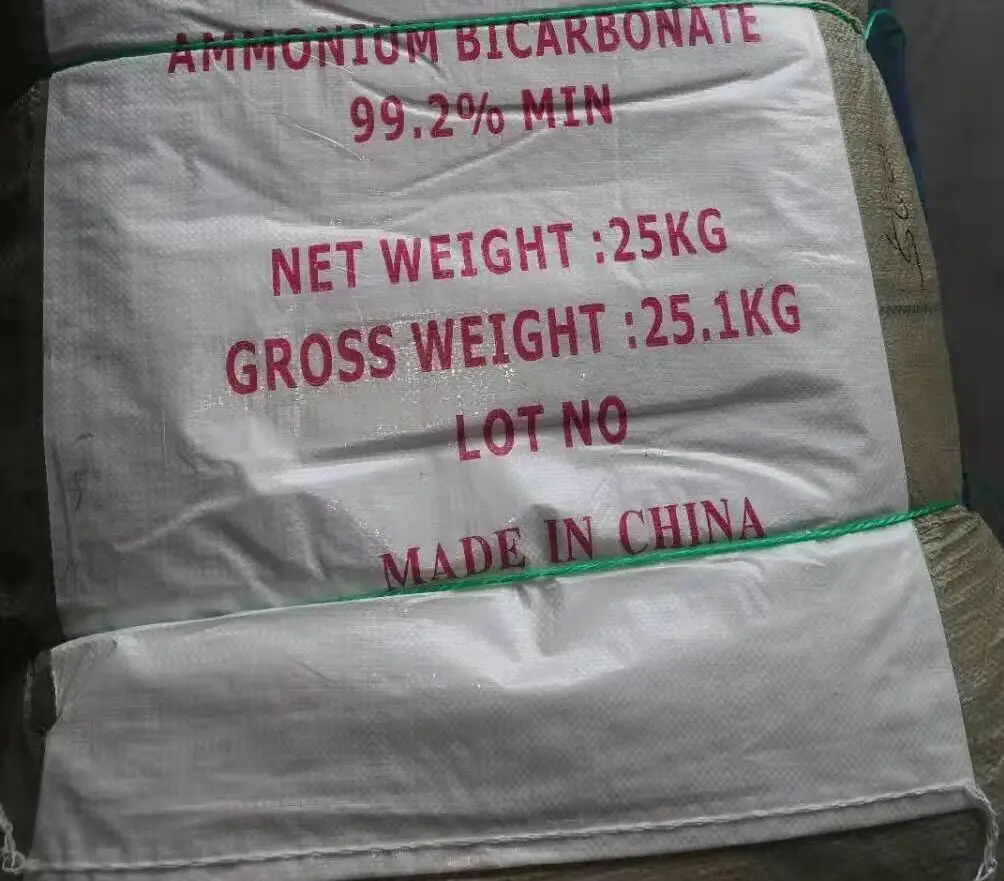 AMMONIUM BICARBONATE
99.2% MIN
NET WEIGHT :25KG
GROSS WEIGHT :25.1KG
LOT NO
MADE IN CHINA